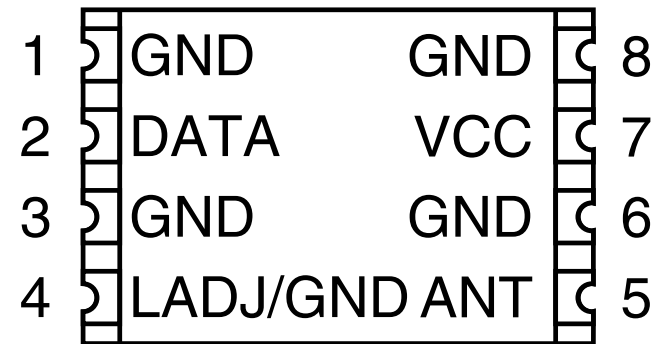 1 GND GND 8
2 DATA VCC 7
3 GND GND 6
4 LADJ/GND ANT 5